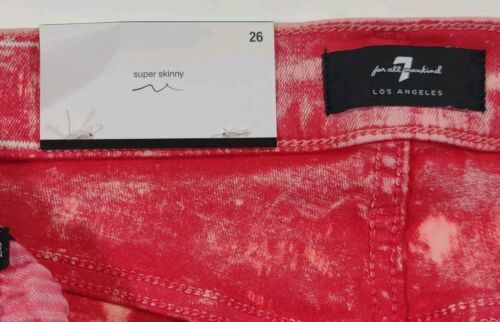 26
super skinny
7
for all mankind
LOS ANGELES